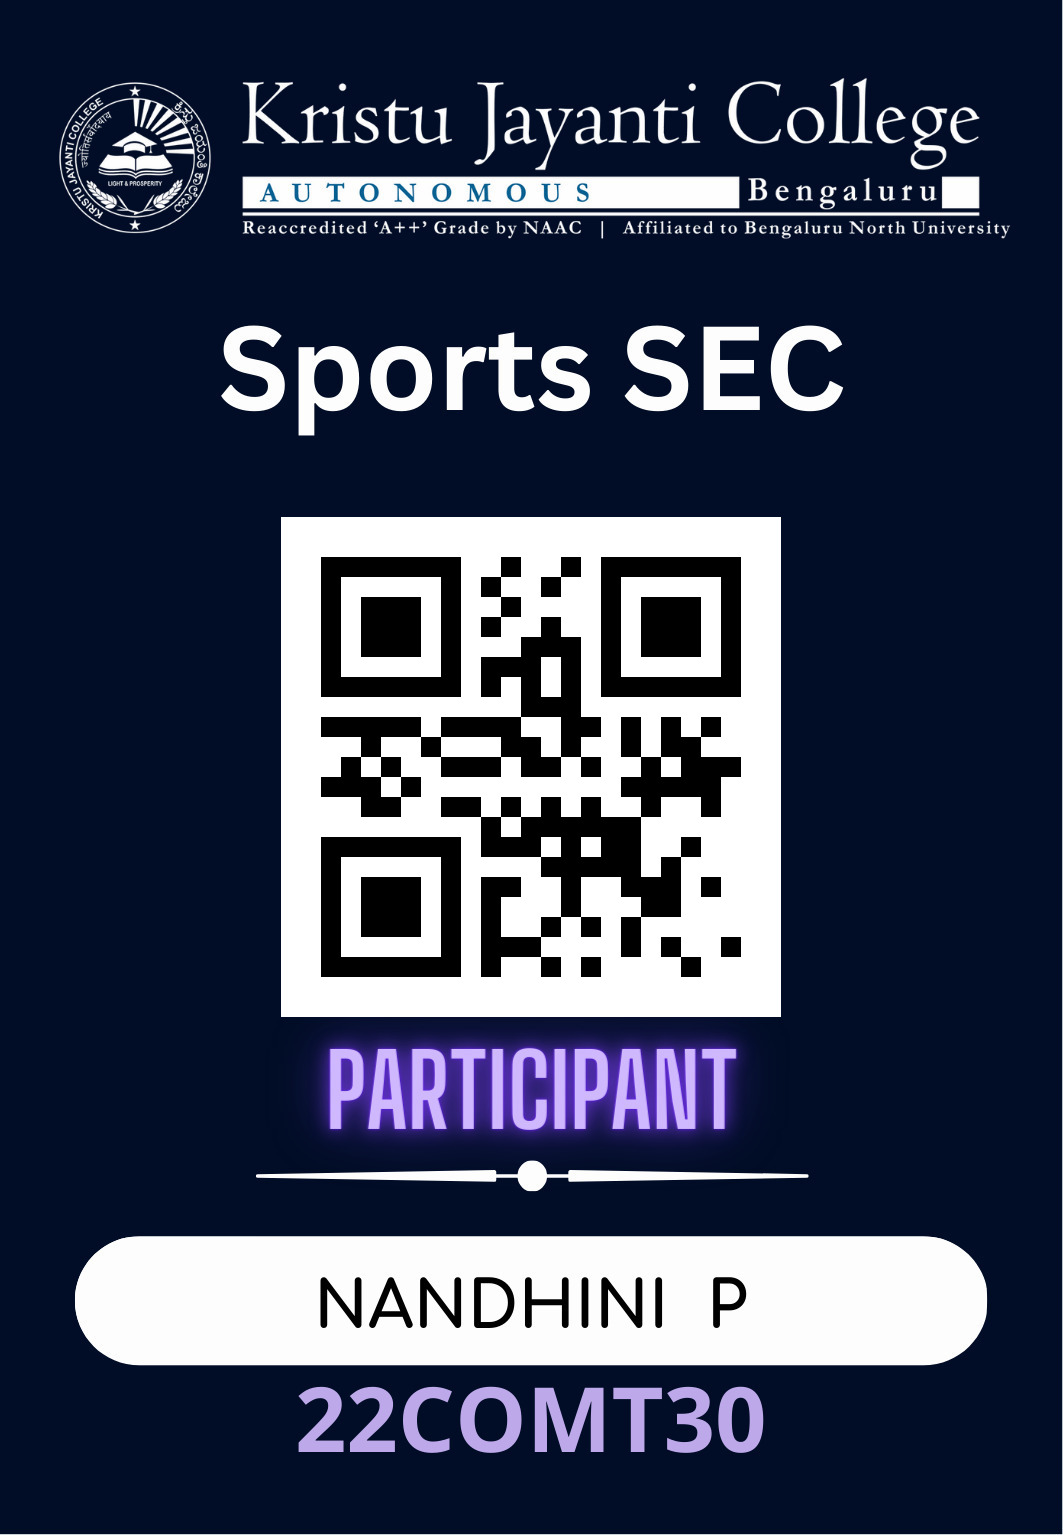 KRISTU JAYANTI COLLEGE
ಕ್ರಿಸ್ತು ಜಯಂತಿ ಕಾಲೇಜು
LIGHT & PROSPERITY
Kristu Jayanti College
AUTONOMOUS Bengaluru
Reaccredited ‘A++’ Grade by NAAC | Affiliated to Bengaluru North University
Sports SEC
PARTICIPANT
NANDHINI P
22COMT30